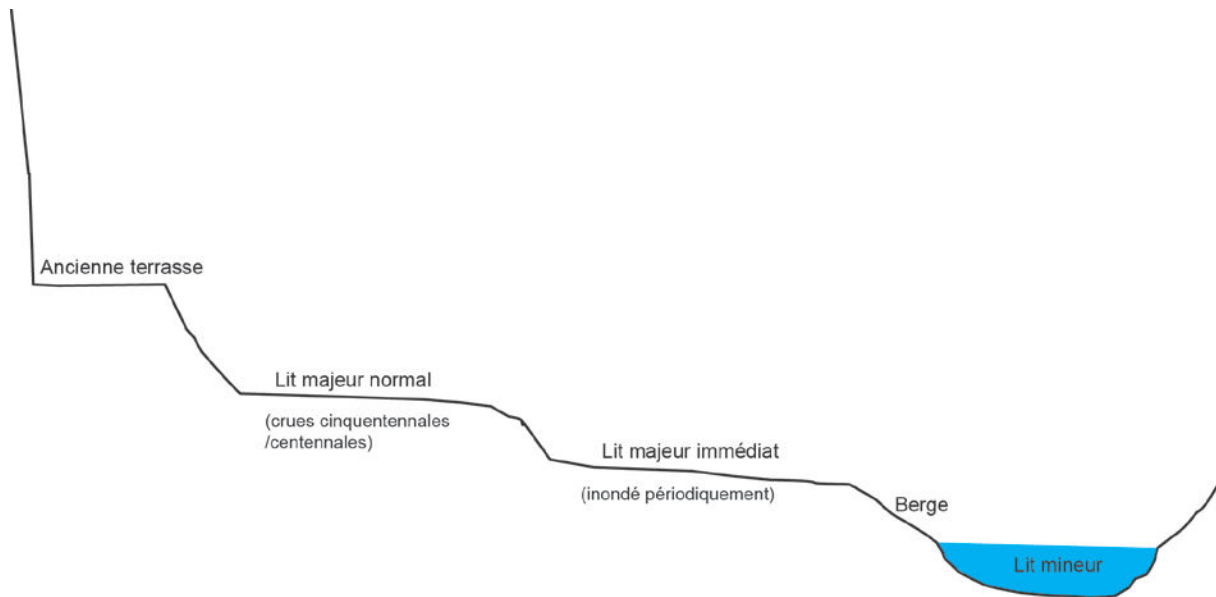 Ancienne terrasse
Lit majeur normal
(crues cinquentennales
/centennales)
Lit majeur immédiat
(inondé périodiquement)
Berge
Lit mineur